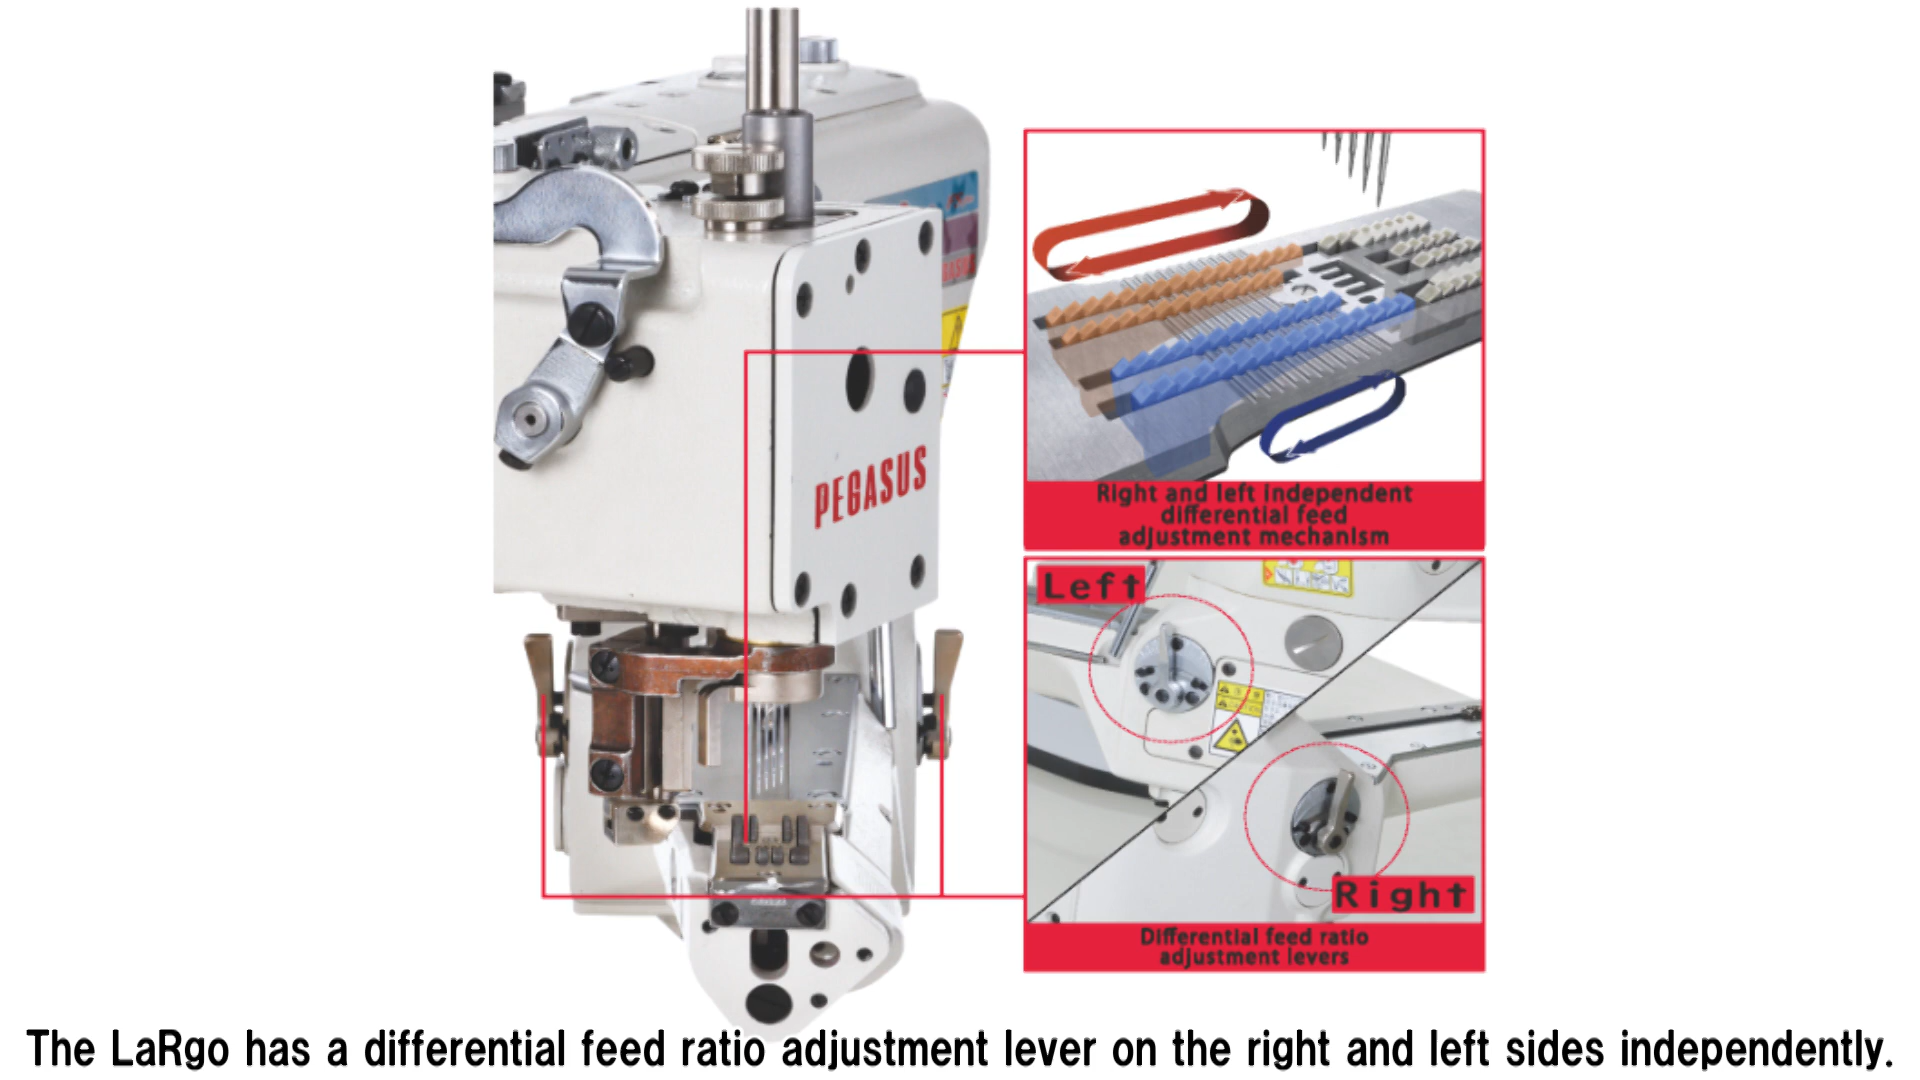 PEGASUS
Right and left independent
differential feed
adjustment mechanism
Left
Right
Differential feed ratio
adjustment levers
The LaRgo has a differential feed ratio adjustment lever on the right and left sides independently.